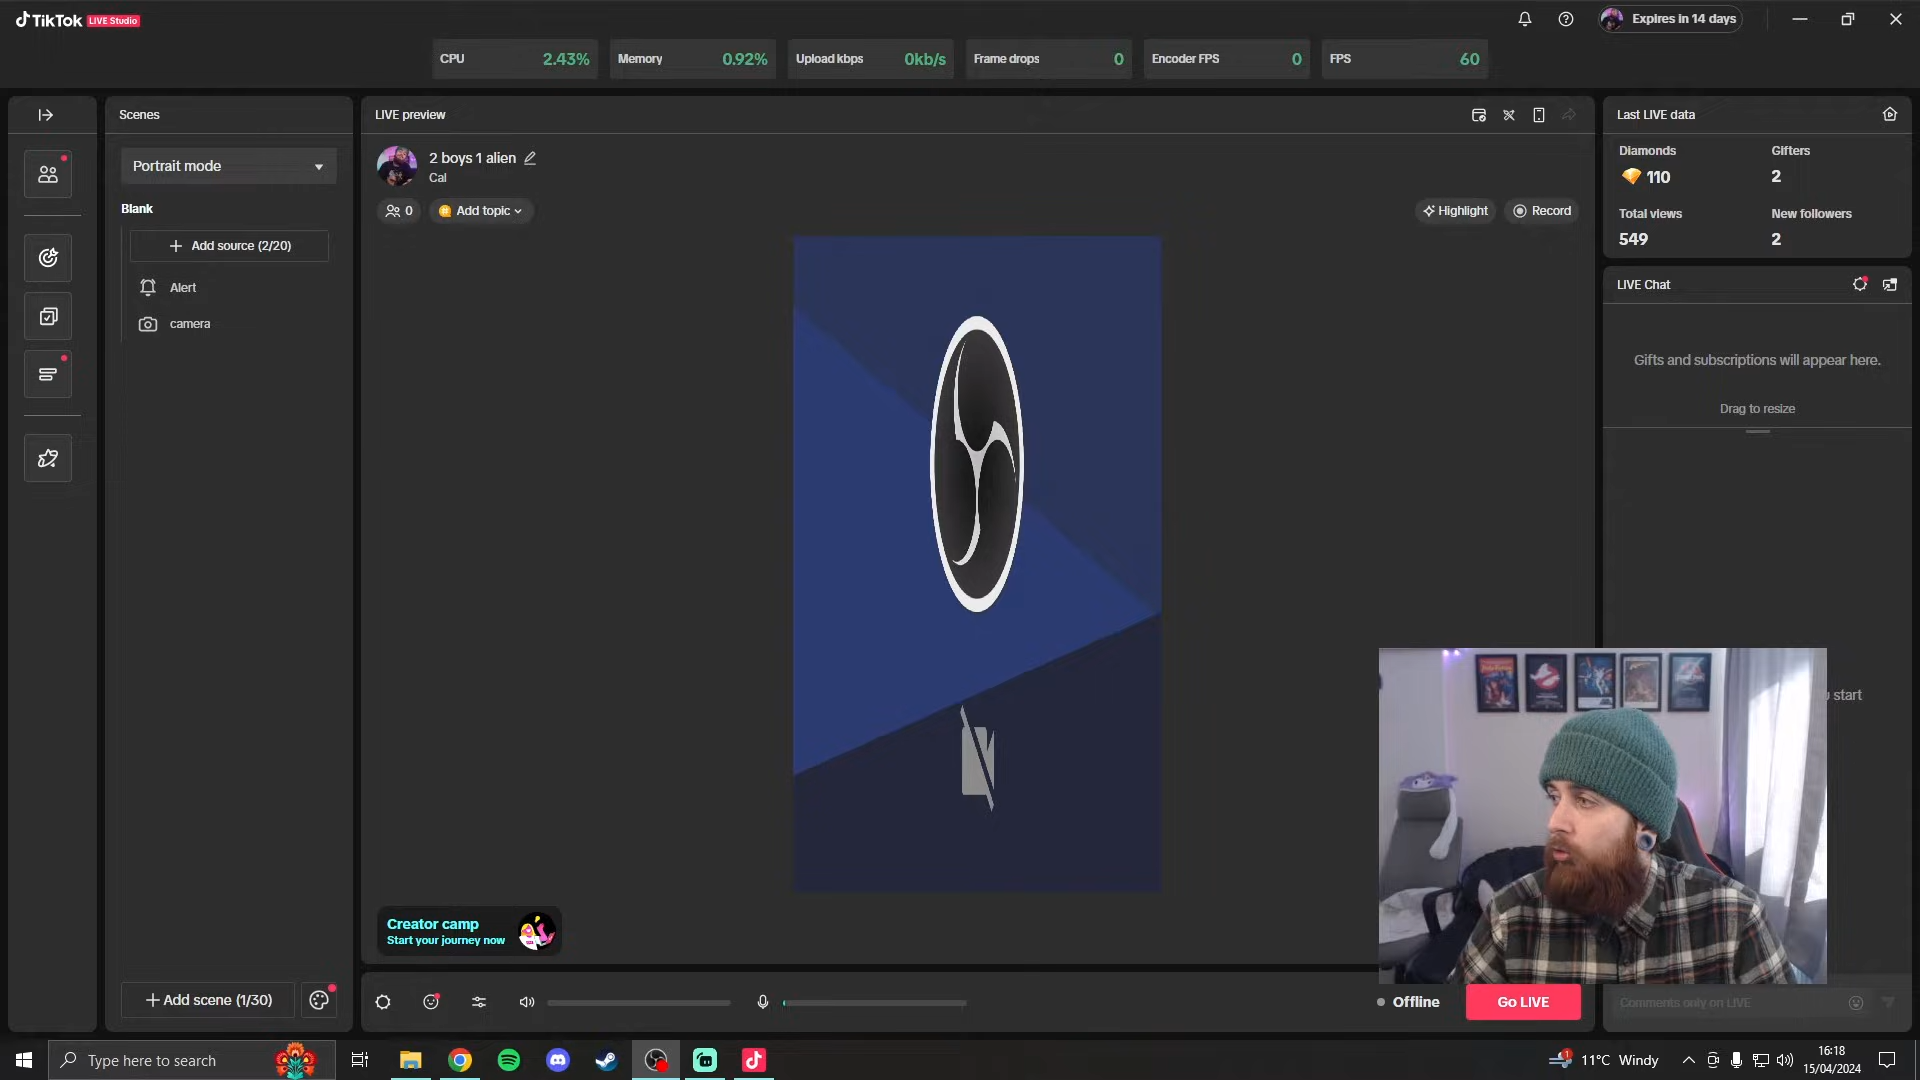 TikTok LIVE Studio
Expires in 14 days
CPU 2.43%
Memory 0.92%
Upload kbps 0kb/s
Frame drops 0
Encoder FPS 0
FPS 60
Scenes
Portrait mode
Blank
Add source (2/20)
Alert
camera
Add scene (1/30)
LIVE preview
2 boys 1 alien
Cal
0
Add topic
Highlight
Record
Creator camp
Start your journey now
Offline
Go LIVE
Last LIVE data
Diamonds
110
Gifters
2
Total views
549
New followers
2
LIVE Chat
Gifts and subscriptions will appear here.
Drag to resize
start
Comments only on LIVE
Type here to search
1
11°C Windy
16:18
15/04/2024